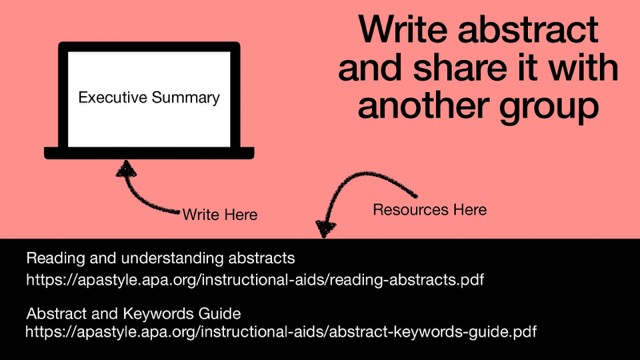 Write abstract
and share it with
another group
Executive Summary
Write Here
Resources Here
Reading and understanding abstracts
https://apastyle.apa.org/instructional-aids/reading-abstracts.pdf
Abstract and Keywords Guide
https://apastyle.apa.org/instructional-aids/abstract-keywords-guide.pdf